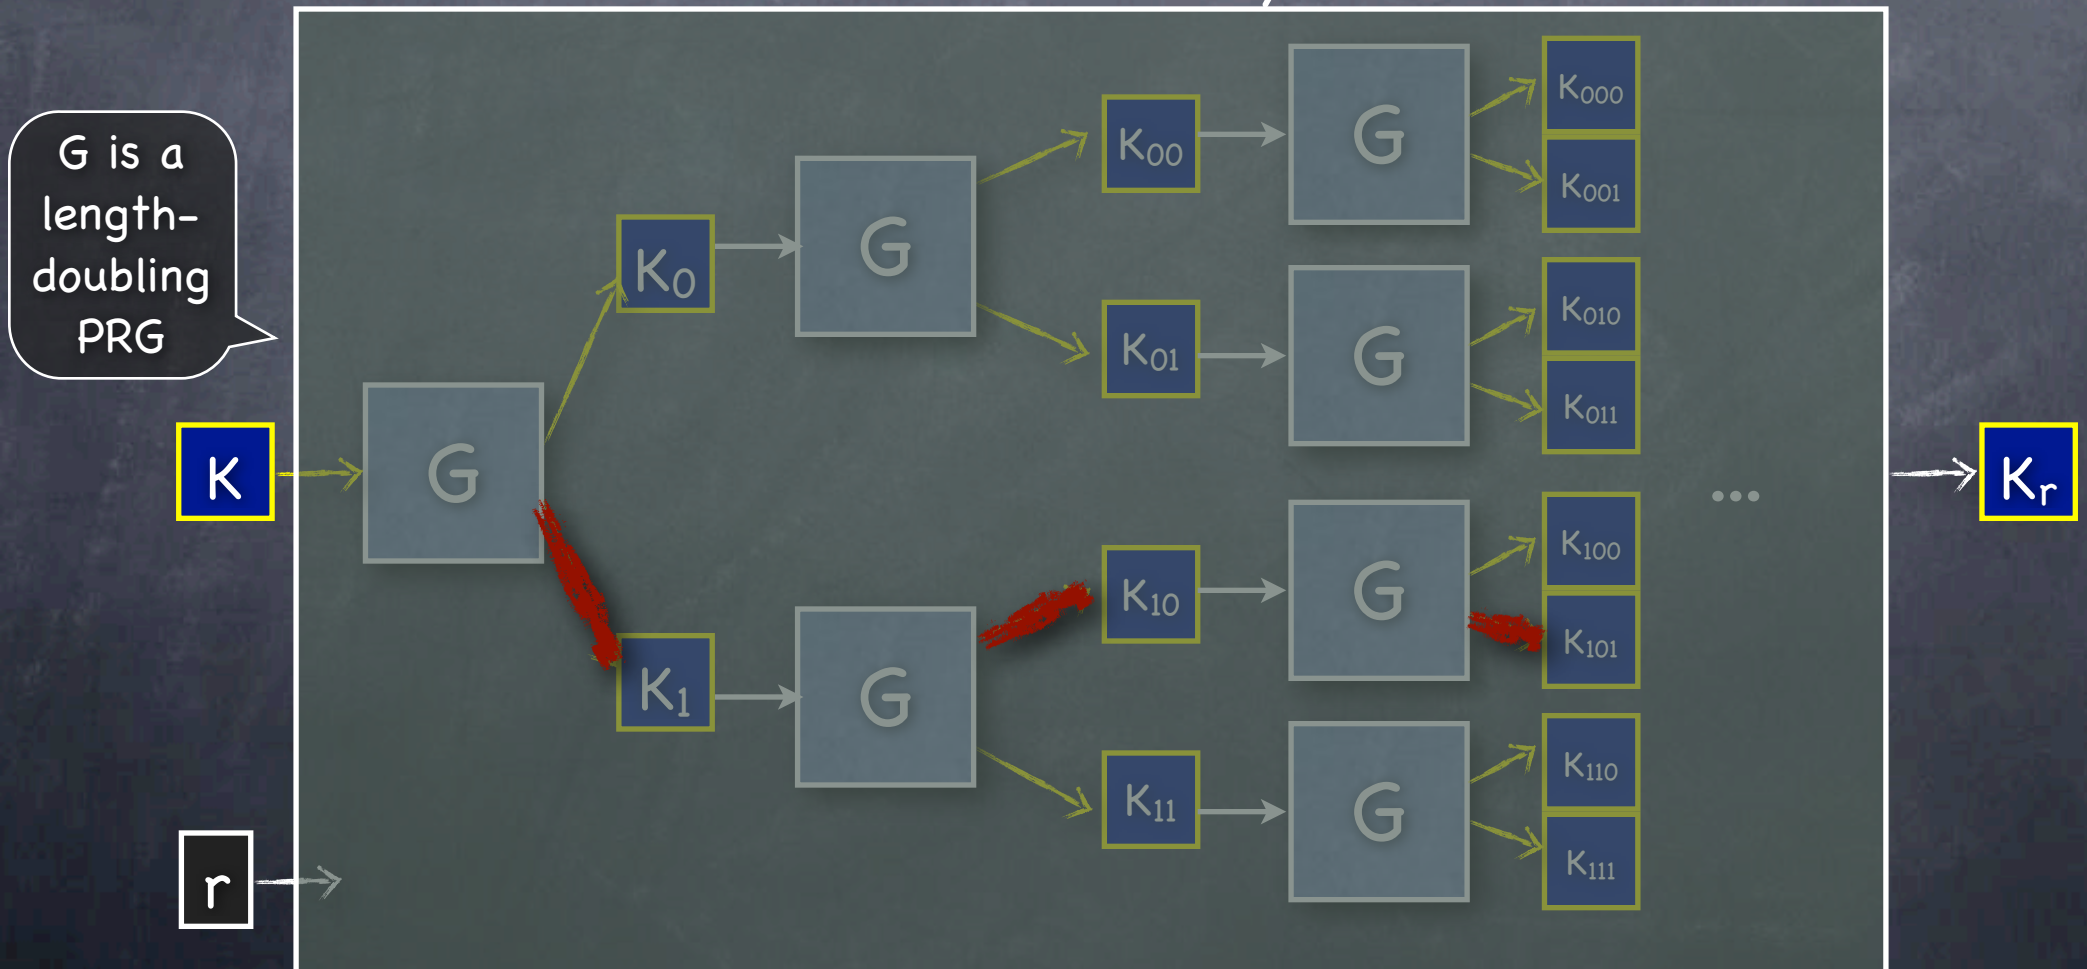 G is a
length-
doubling
PRG
K
r
G
K₀
K₁
G
G
K₀₀
K₀₁
K₁₀
K₁₁
G
G
G
G
K₀₀₀
K₀₀₁
K₀₁₀
K₀₁₁
K₁₀₀
K₁₀₁
K₁₁₀
K₁₁₁
...
Kᵣ